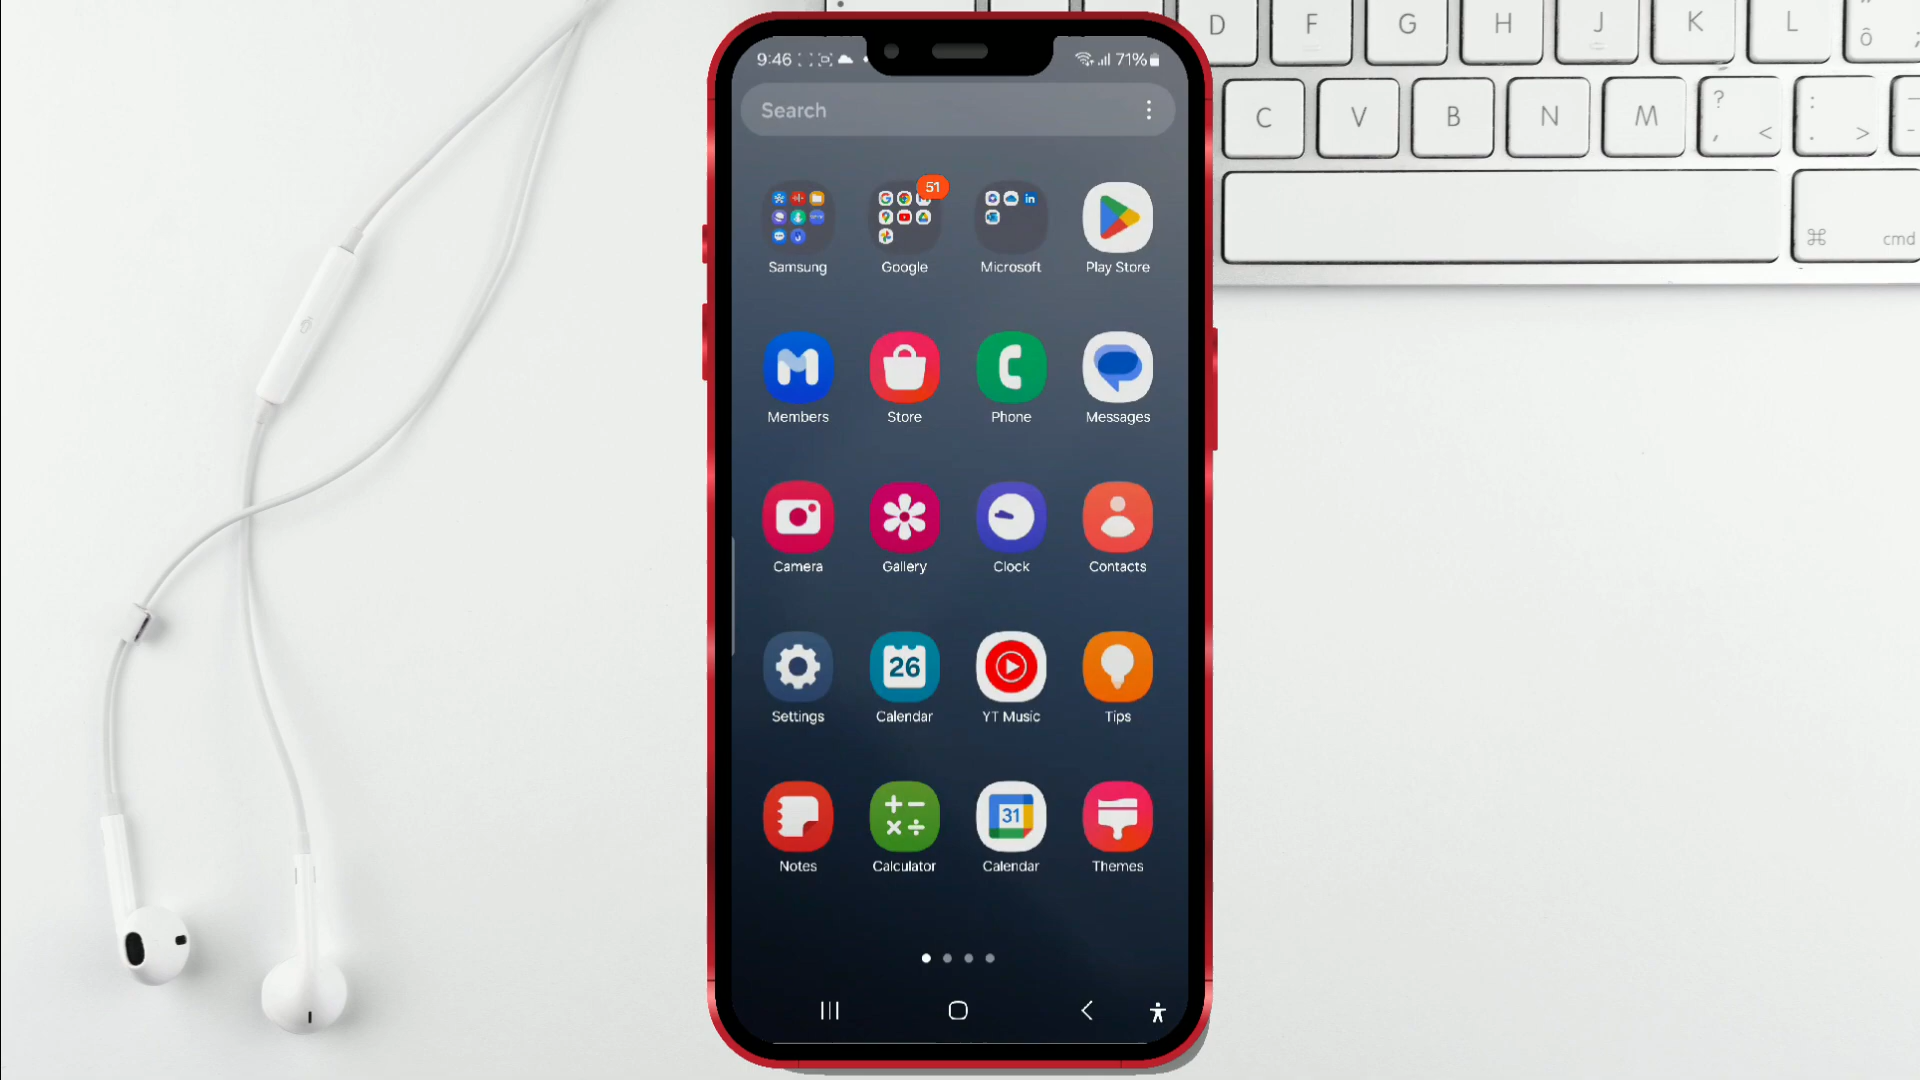 D F G H J K L ô ;
9:46 71%
Search
C V B N M ? , < : . > -
51
in
Samsung Google Microsoft Play Store
⌘ cmd
Members Store Phone Messages
Camera Gallery Clock Contacts
26
Settings Calendar YT Music Tips
31
Notes Calculator Calendar Themes